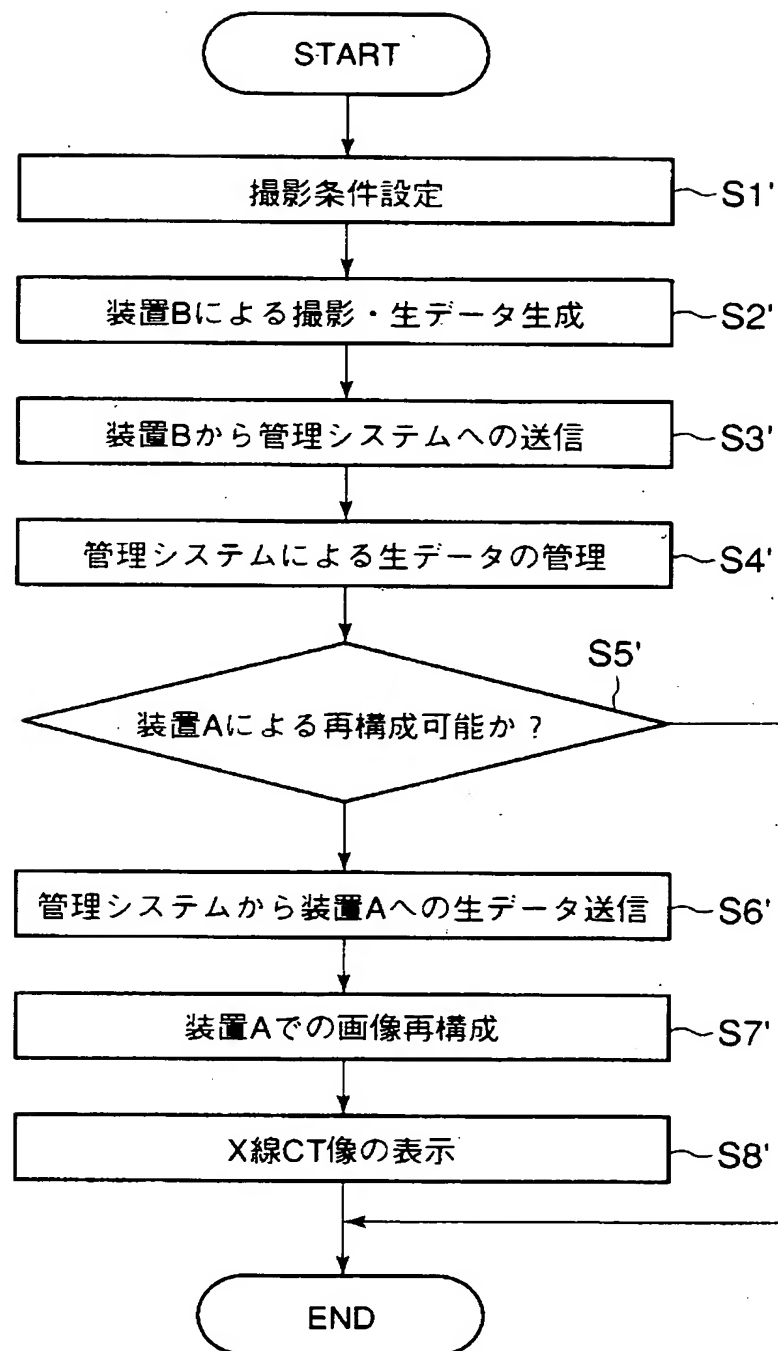 START
撮影条件設定 S1'
装置Bによる撮影・生データ生成 S2'
装置Bから管理システムへの送信 S3'
管理システムによる生データの管理 S4'
S5'
装置Aによる再構成可能か?
管理システムから装置Aへの生データ送信 S6'
装置Aでの画像再構成 S7'
X線CT像の表示 S8'
END